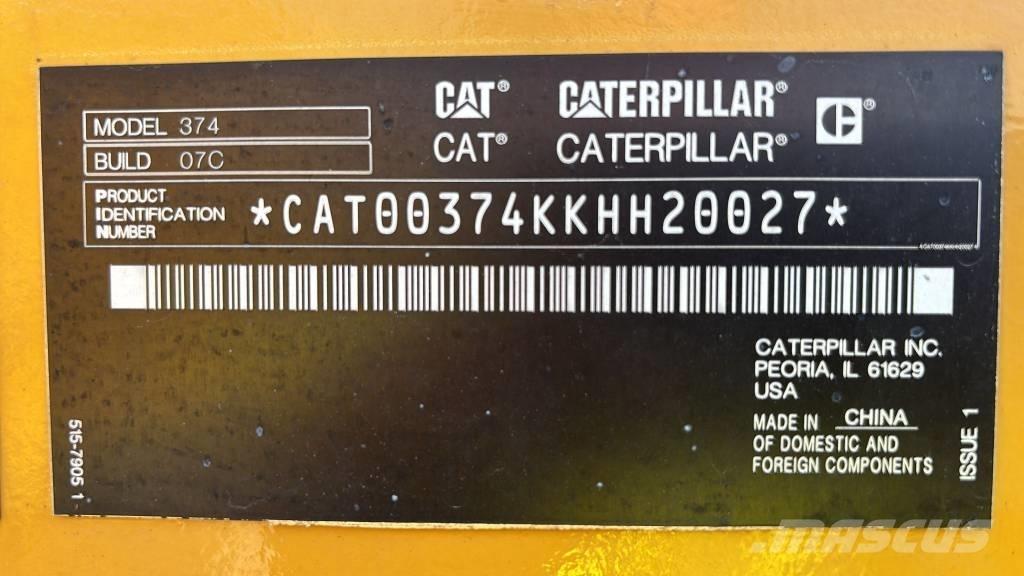 CAT® CATERPILLAR®
CAT® CATERPILLAR®
MODEL 374
BUILD 07C
PRODUCT
IDENTIFICATION
NUMBER
*CAT00374KKHH20027*
CATERPILLAR INC.
PEORIA, IL 61629
USA
MADE IN CHINA
OF DOMESTIC AND
FOREIGN COMPONENTS
515-7905 1
ISSUE 1
MASCUS